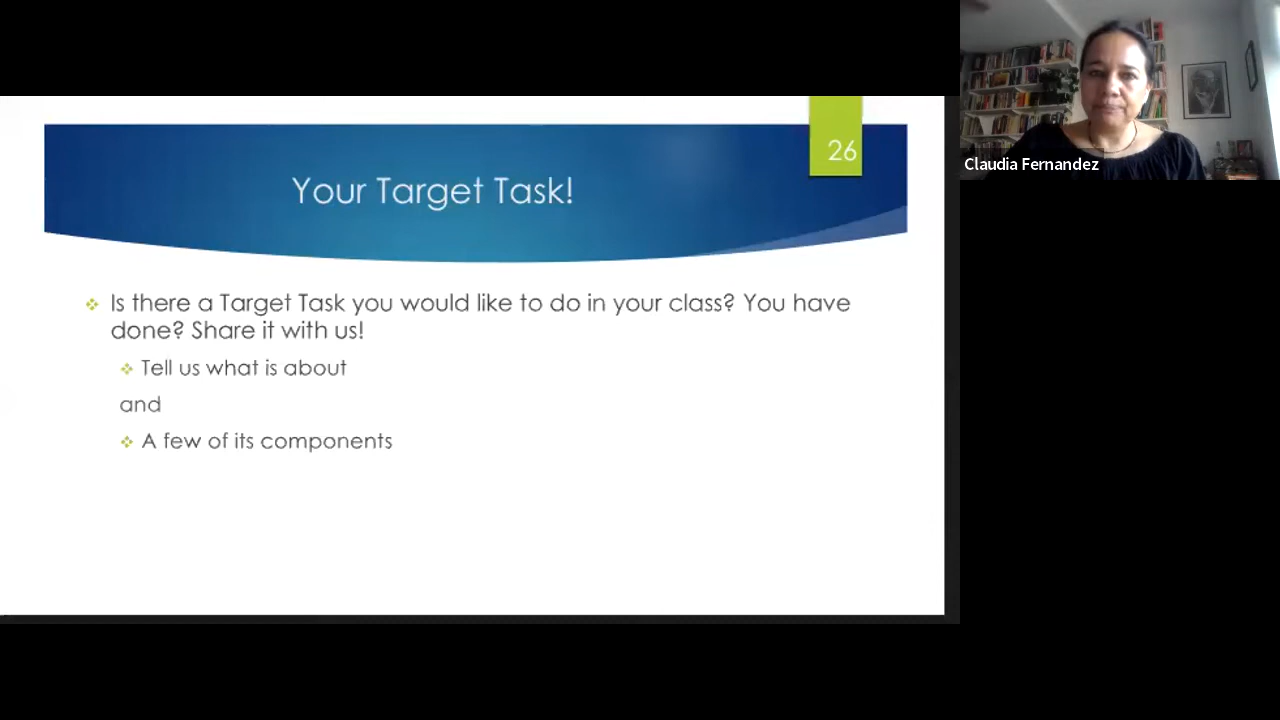 26
Your Target Task!
Is there a Target Task you would like to do in your class? You have
done? Share it with us!
Tell us what is about
and
A few of its components
Claudia Fernandez